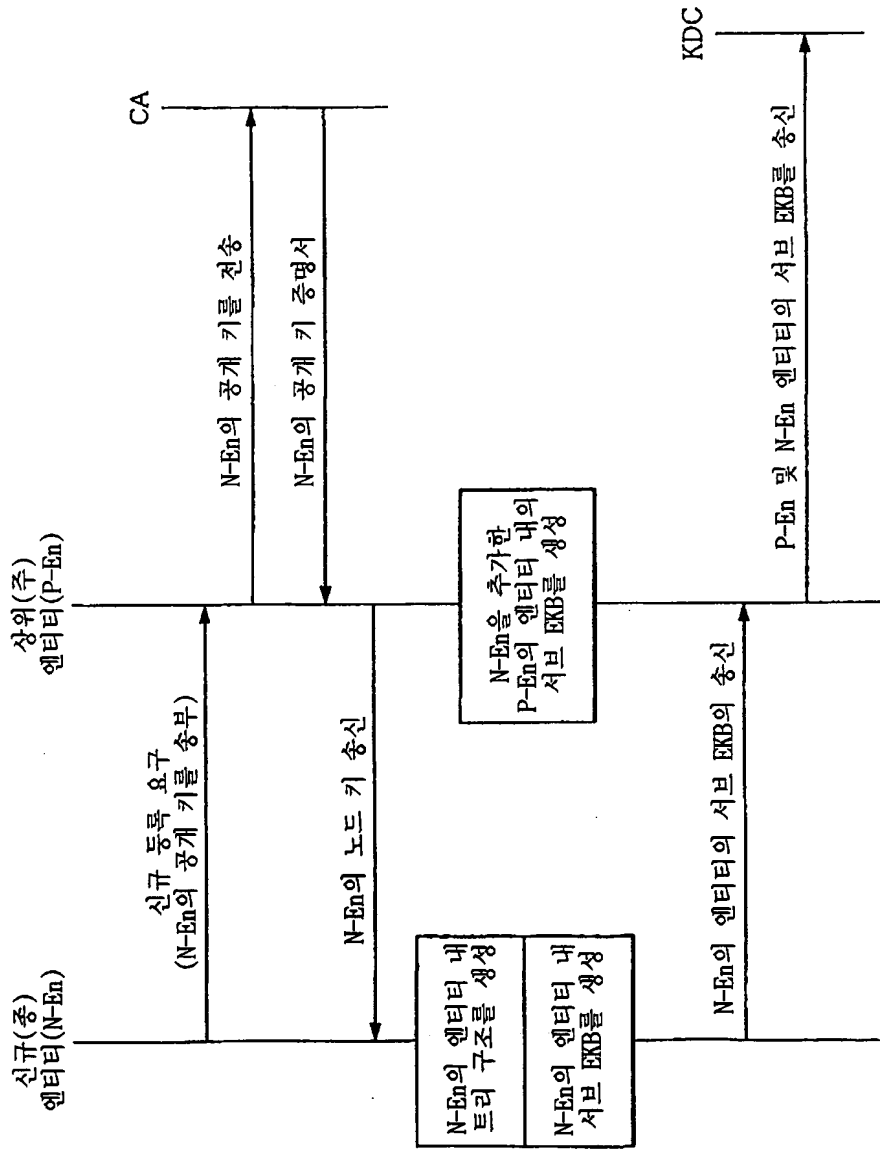 신규(종)
엔티티(N-En)
상위(주)
엔티티(P-En)
CA
KDC
신규 등록 요구
(N-En의 공개 키를 송부)
N-En의 공개 키를 전송
N-En의 공개 키 증명서
N-En의 노드 키 송신
N-En의 엔티티 내
트리 구조를 생성
N-En의 엔티티 내
서브 EKB를 생성
N-En을 추가한
P-En의 엔티티 내의
서브 EKB를 생성
N-En의 엔티티의 서브 EKB의 송신
P-En 및 N-En 엔티티의 서브 EKB를 송신